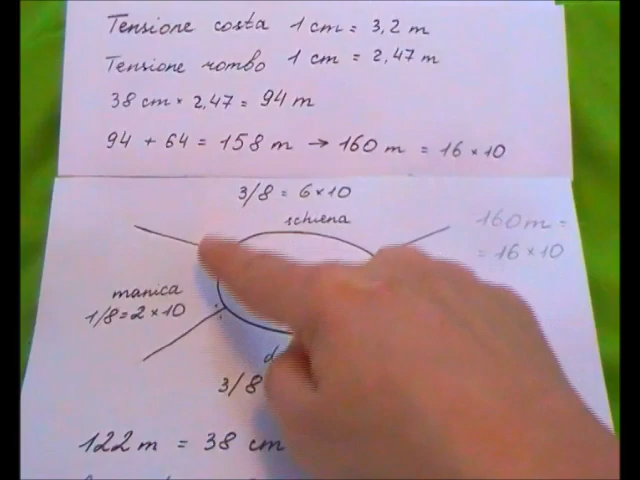 Tensione costa 1 cm = 3,2 m
Tensione rombo 1 cm = 2,47 m
38 cm × 2,47 = 94 m
94 + 64 = 158 m → 160 m = 16 × 10
3/8 = 6×10
schiena
160 m =
= 16×10
manica
1/8 = 2×10
3/8
122 m = 38 cm